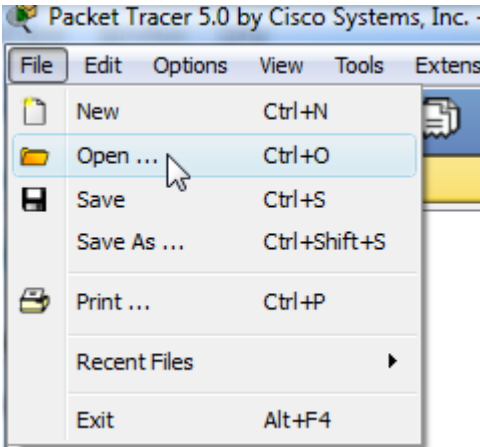 Packet Tracer 5.0 by Cisco Systems, Inc. -
File Edit Options View Tools Extens
New Ctrl+N
Open ... Ctrl+O
Save Ctrl+S
Save As ... Ctrl+Shift+S
Print ... Ctrl+P
Recent Files
Exit Alt+F4